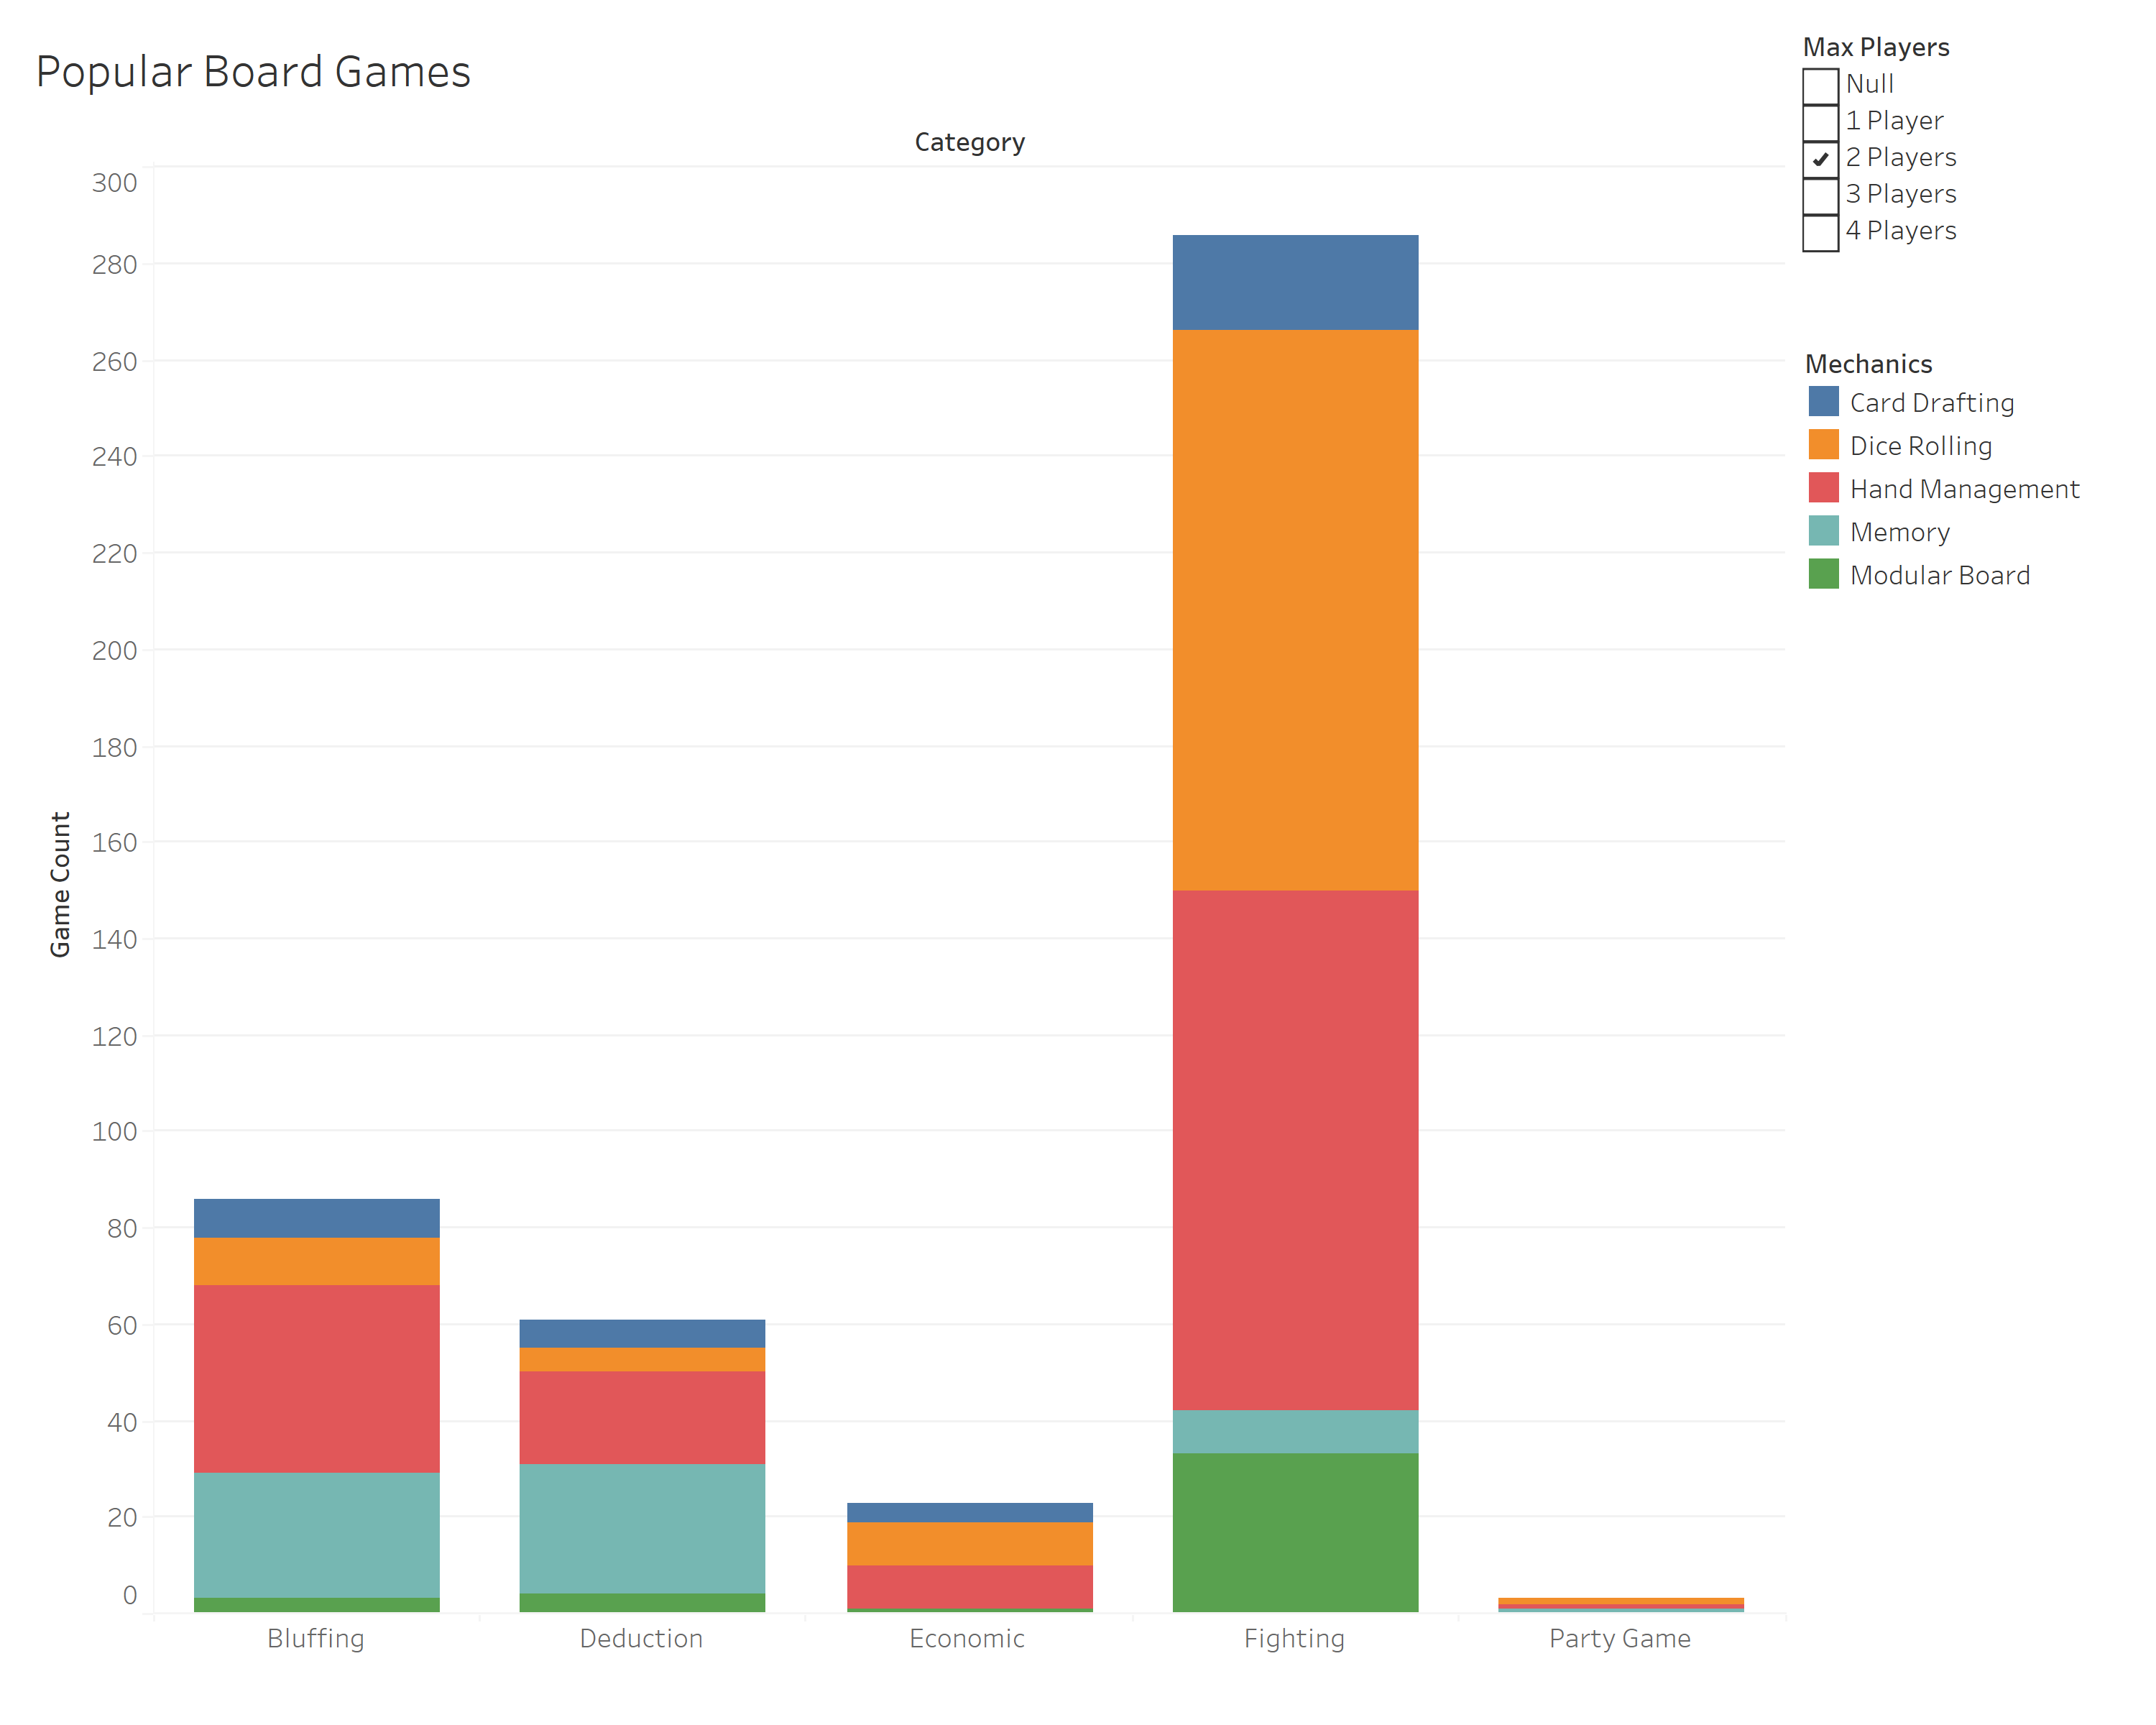 Popular Board Games
Category
300
280
260
240
220
200
180
160
140
120
100
80
60
40
20
0
Game Count
Bluffing
Deduction
Economic
Fighting
Party Game
Max Players
Null
1 Player
2 Players
3 Players
4 Players
Mechanics
Card Drafting
Dice Rolling
Hand Management
Memory
Modular Board